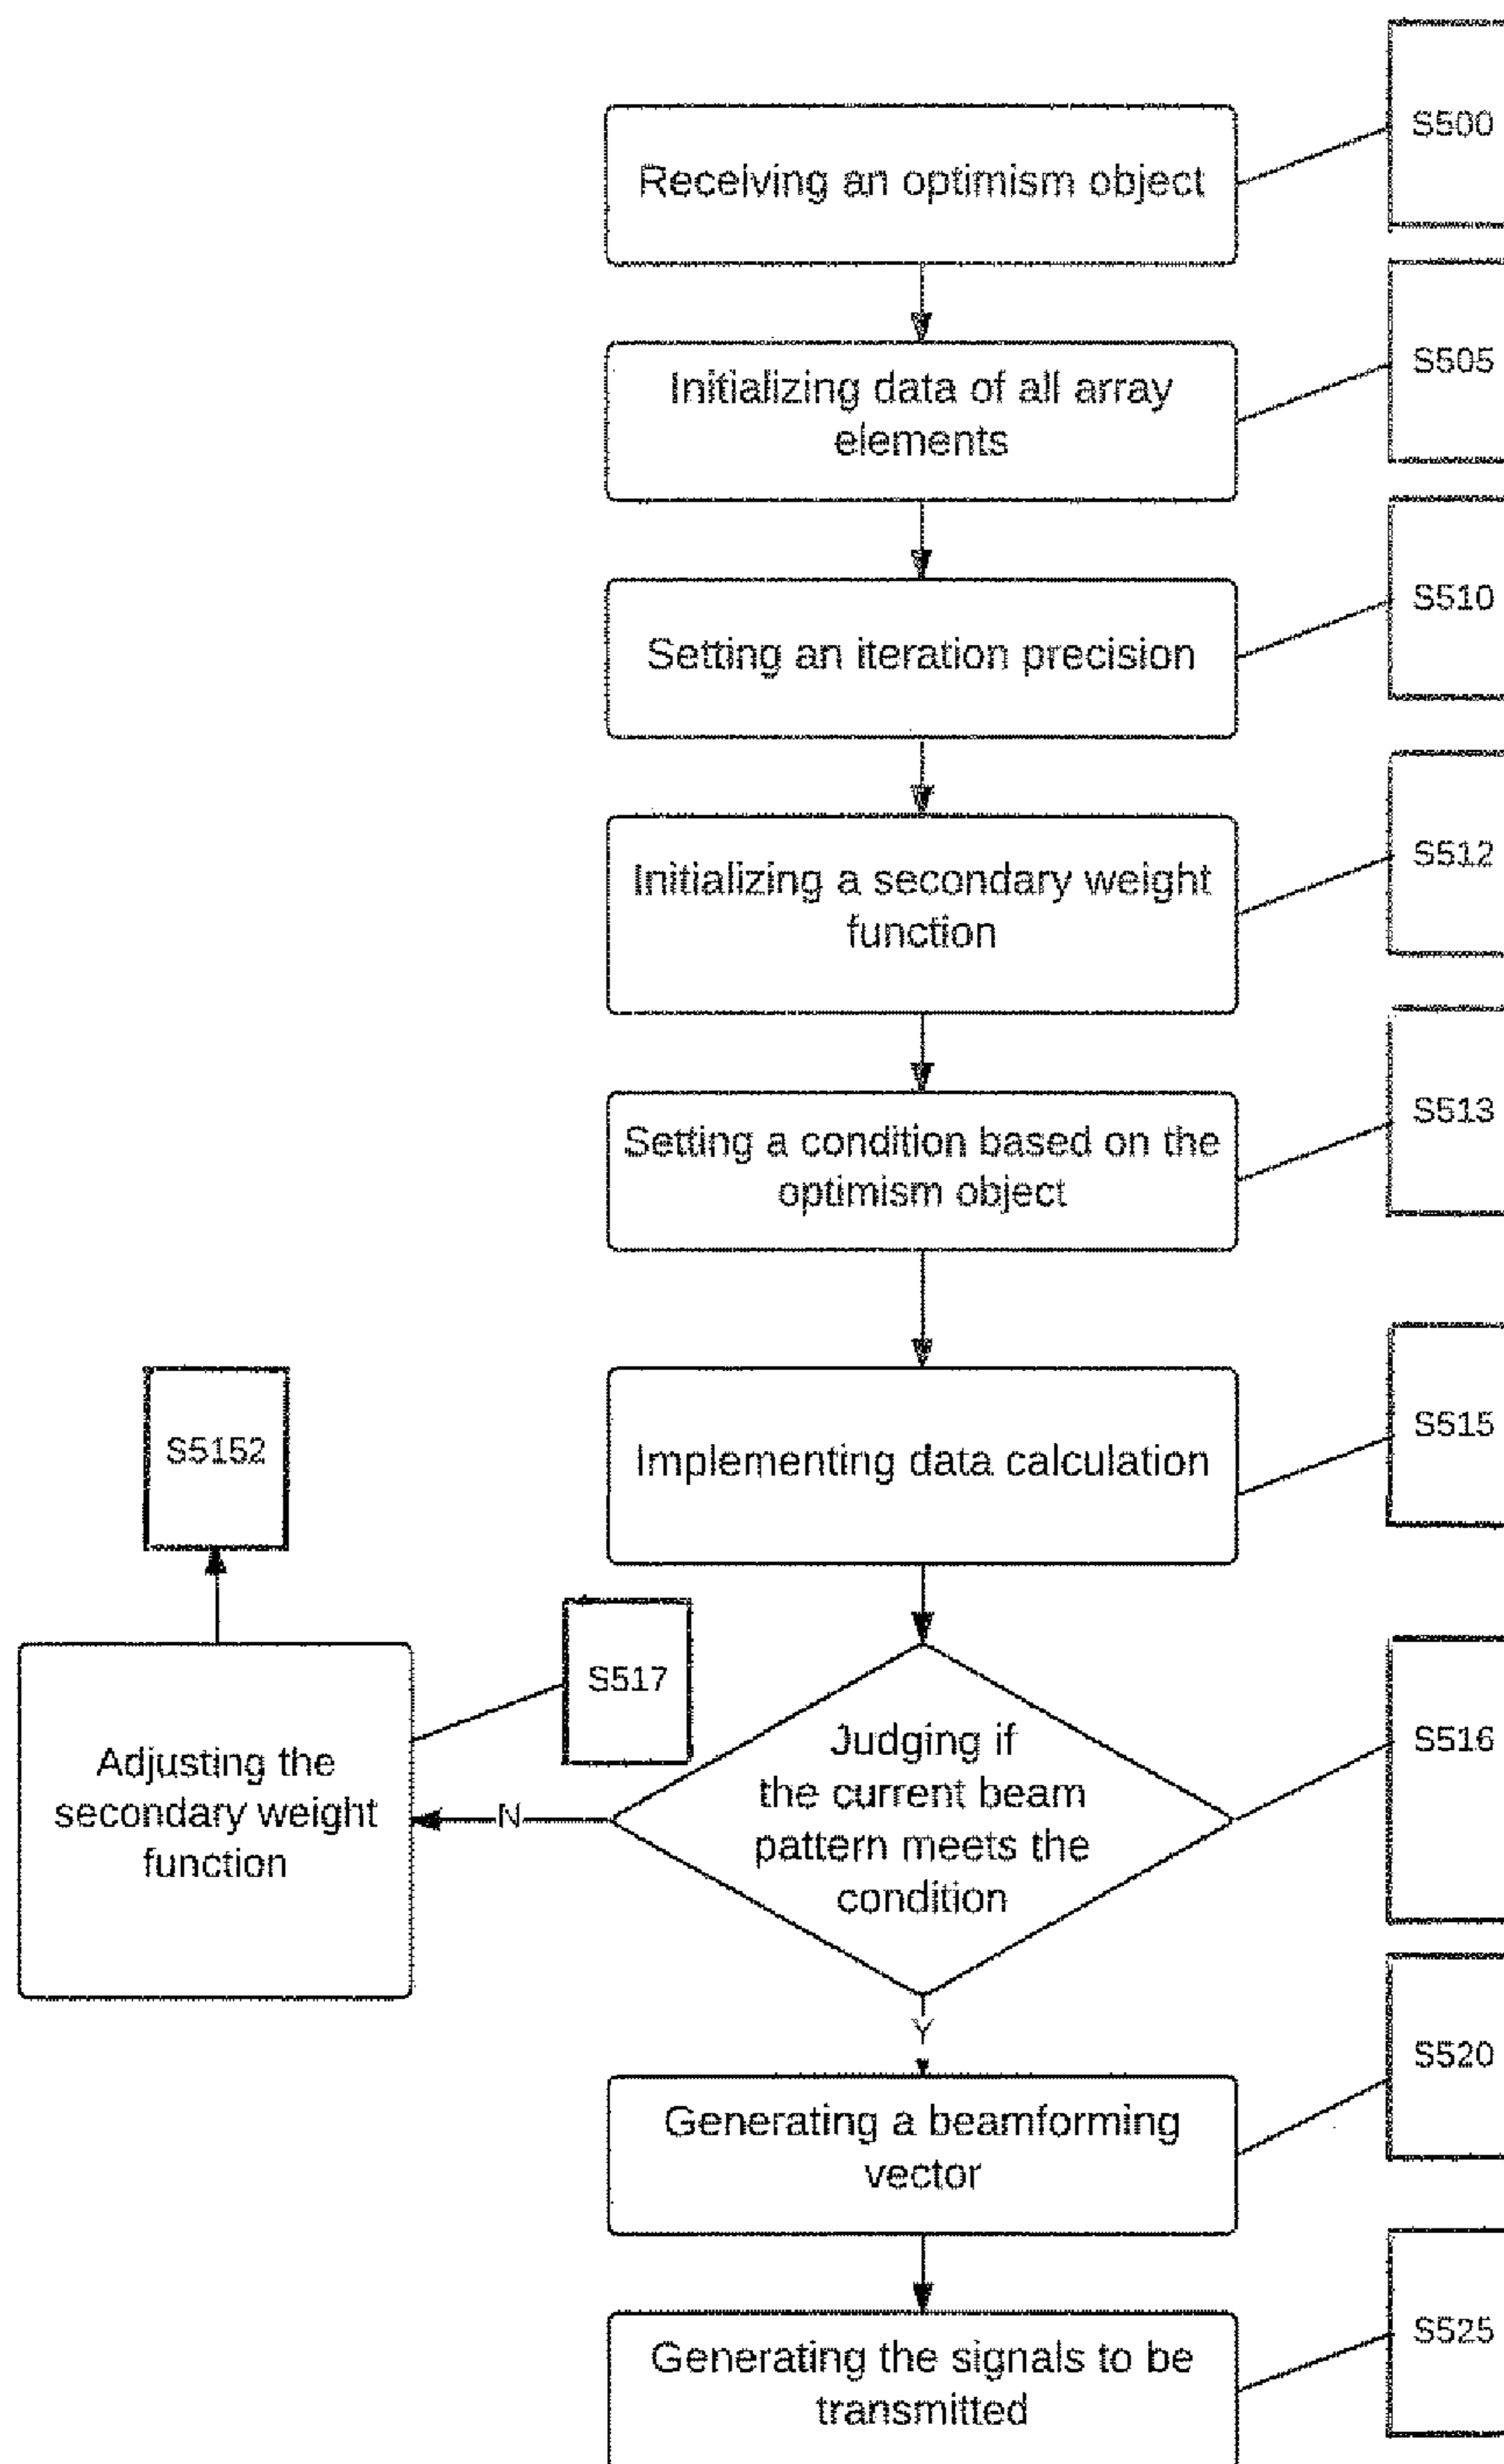 Receiving an optimism object
S500
Initializing data of all array
elements
S505
Setting an iteration precision
S510
Initializing a secondary weight
function
S512
Setting a condition based on the
optimism object
S513
Implementing data calculation
S515
S5152
S517
Adjusting the
secondary weight
function
N
Judging if
the current beam
pattern meets the
condition
S516
Y
Generating a beamforming
vector
S520
Generating the signals to be
transmitted
S525